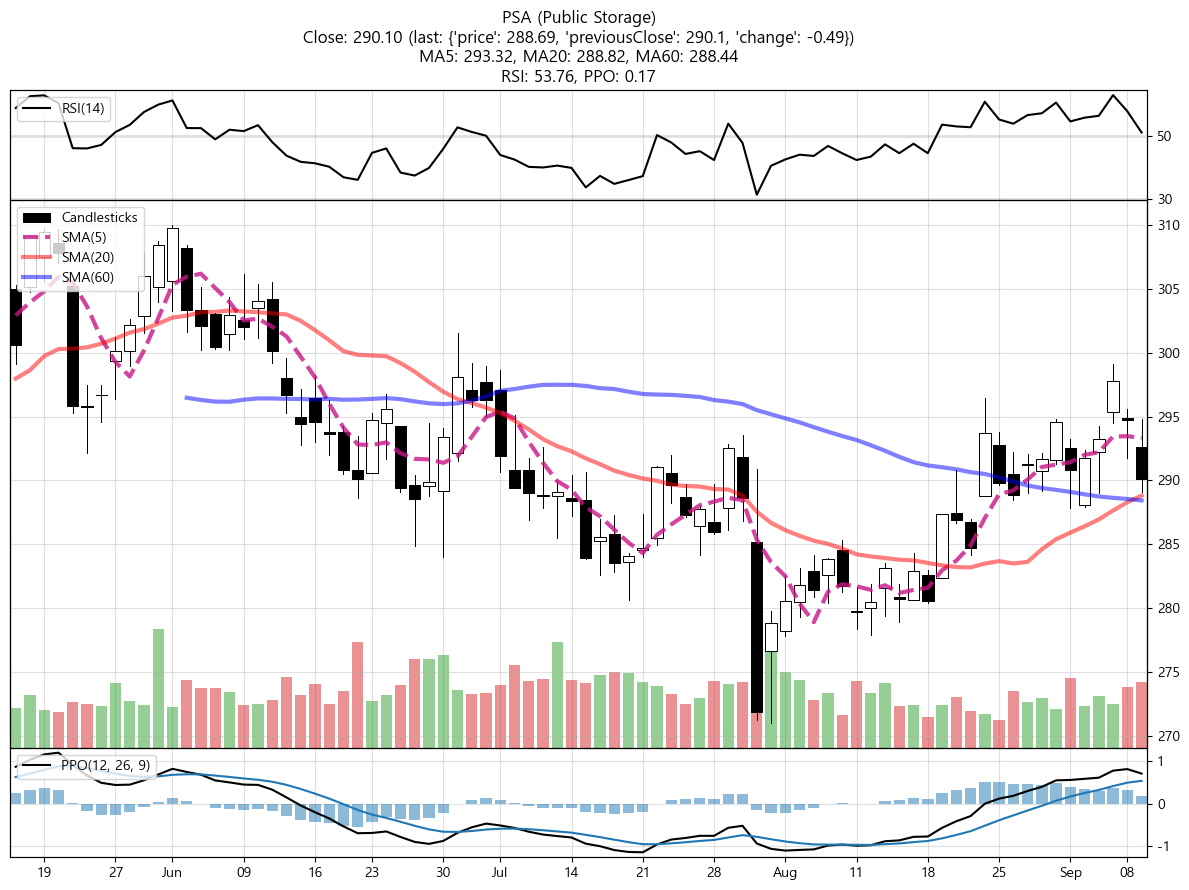 PSA (Public Storage)
Close: 290.10 (last: {'price': 288.69, 'previousClose': 290.1, 'change': -0.49})
MA5: 293.32, MA20: 288.82, MA60: 288.44
RSI: 53.76, PPO: 0.17
RSI(14)
50
30
Candlesticks
SMA(5)
SMA(20)
SMA(60)
310
305
300
295
290
285
280
275
270
PPO(12, 26, 9)
1
0
-1
19 27 Jun 09 16 23 30 Jul 14 21 28 Aug 11 18 25 Sep 08